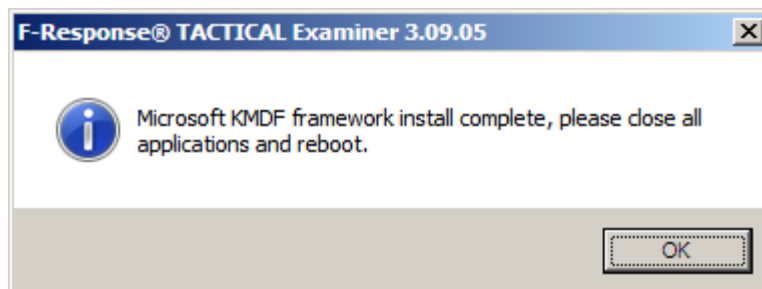 F-Response® TACTICAL Examiner 3.09.05
Microsoft KMDF framework install complete, please close all
applications and reboot.
OK